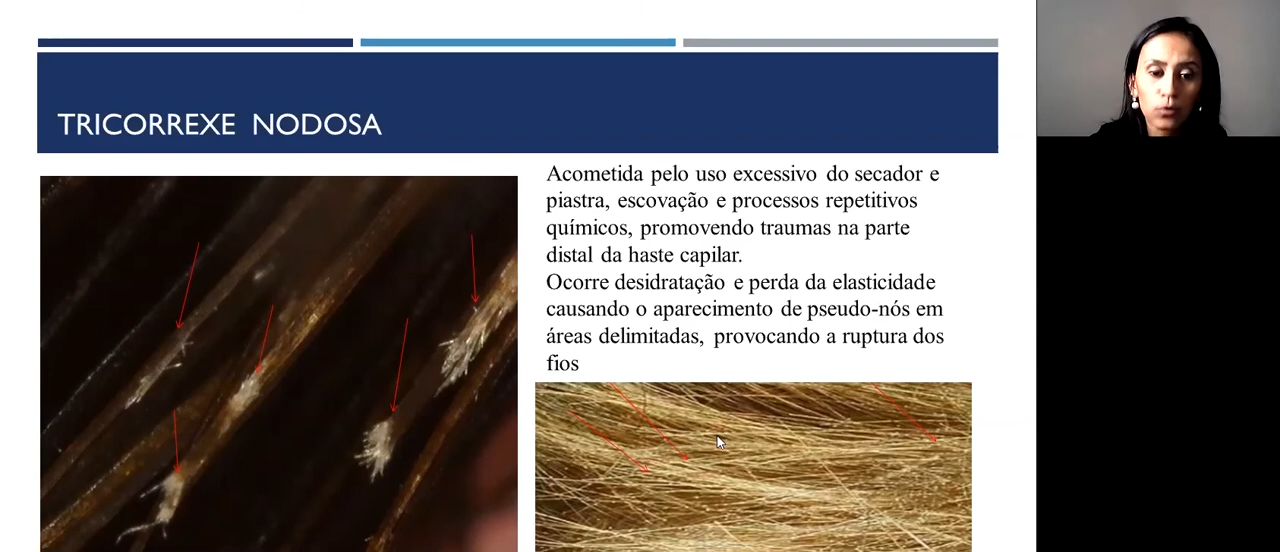 TRICORREXE NODOSA
Acometida pelo uso excessivo do secador e
piastra, escovação e processos repetitivos
químicos, promovendo traumas na parte
distal da haste capilar.
Ocorre desidratação e perda da elasticidade
causando o aparecimento de pseudo-nós em
áreas delimitadas, provocando a ruptura dos
fios